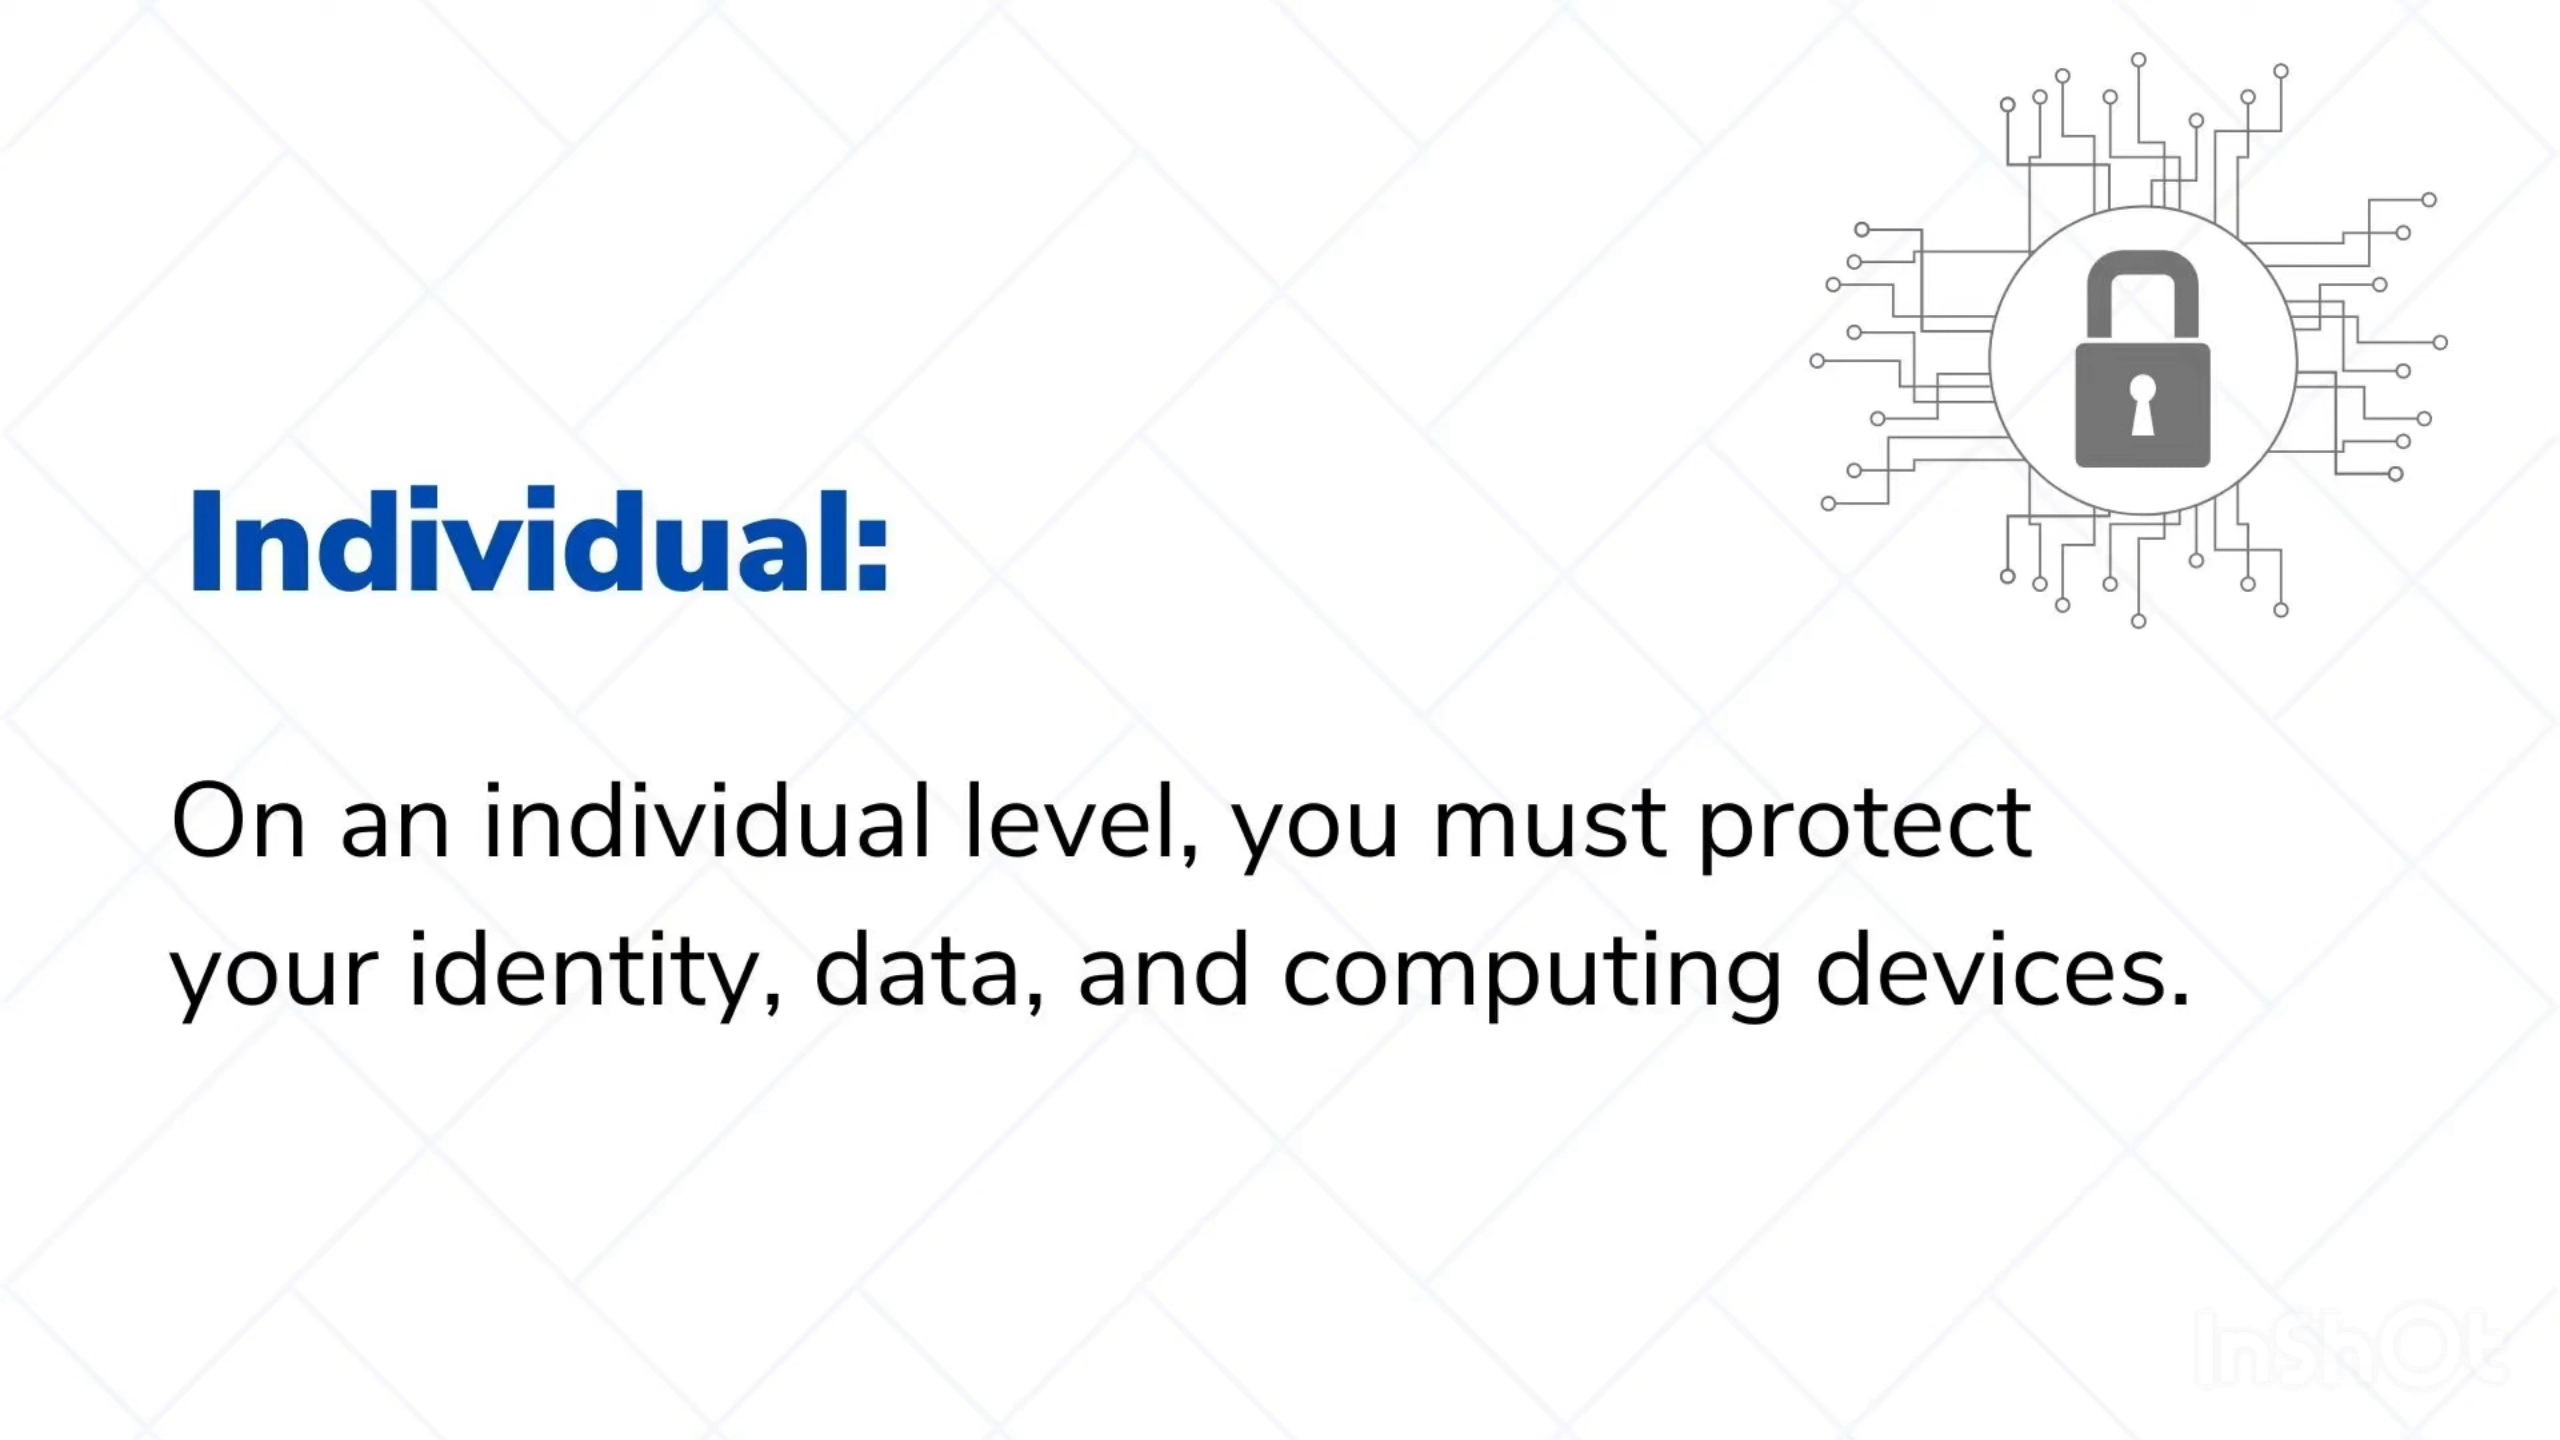 Individual:
On an individual level, you must protect
your identity, data, and computing devices.
InShOt